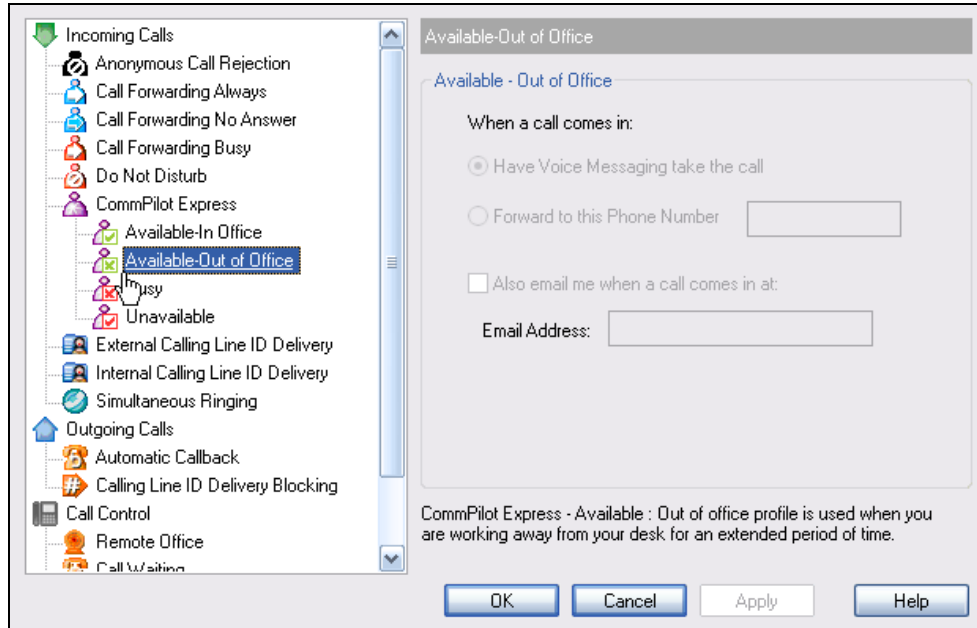 Incoming Calls
Anonymous Call Rejection
Call Forwarding Always
Call Forwarding No Answer
Call Forwarding Busy
Do Not Disturb
CommPilot Express
Available-In Office
Available-Out of Office
usy
Unavailable
External Calling Line ID Delivery
Internal Calling Line ID Delivery
Simultaneous Ringing
Outgoing Calls
Automatic Callback
Calling Line ID Delivery Blocking
Call Control
Remote Office
Call Waiting
Available-Out of Office
Available - Out of Office
When a call comes in:
Have Voice Messaging take the call
Forward to this Phone Number
Also email me when a call comes in at:
Email Address:
CommPilot Express - Available : Out of office profile is used when you
are working away from your desk for an extended period of time.
OK Cancel Apply Help